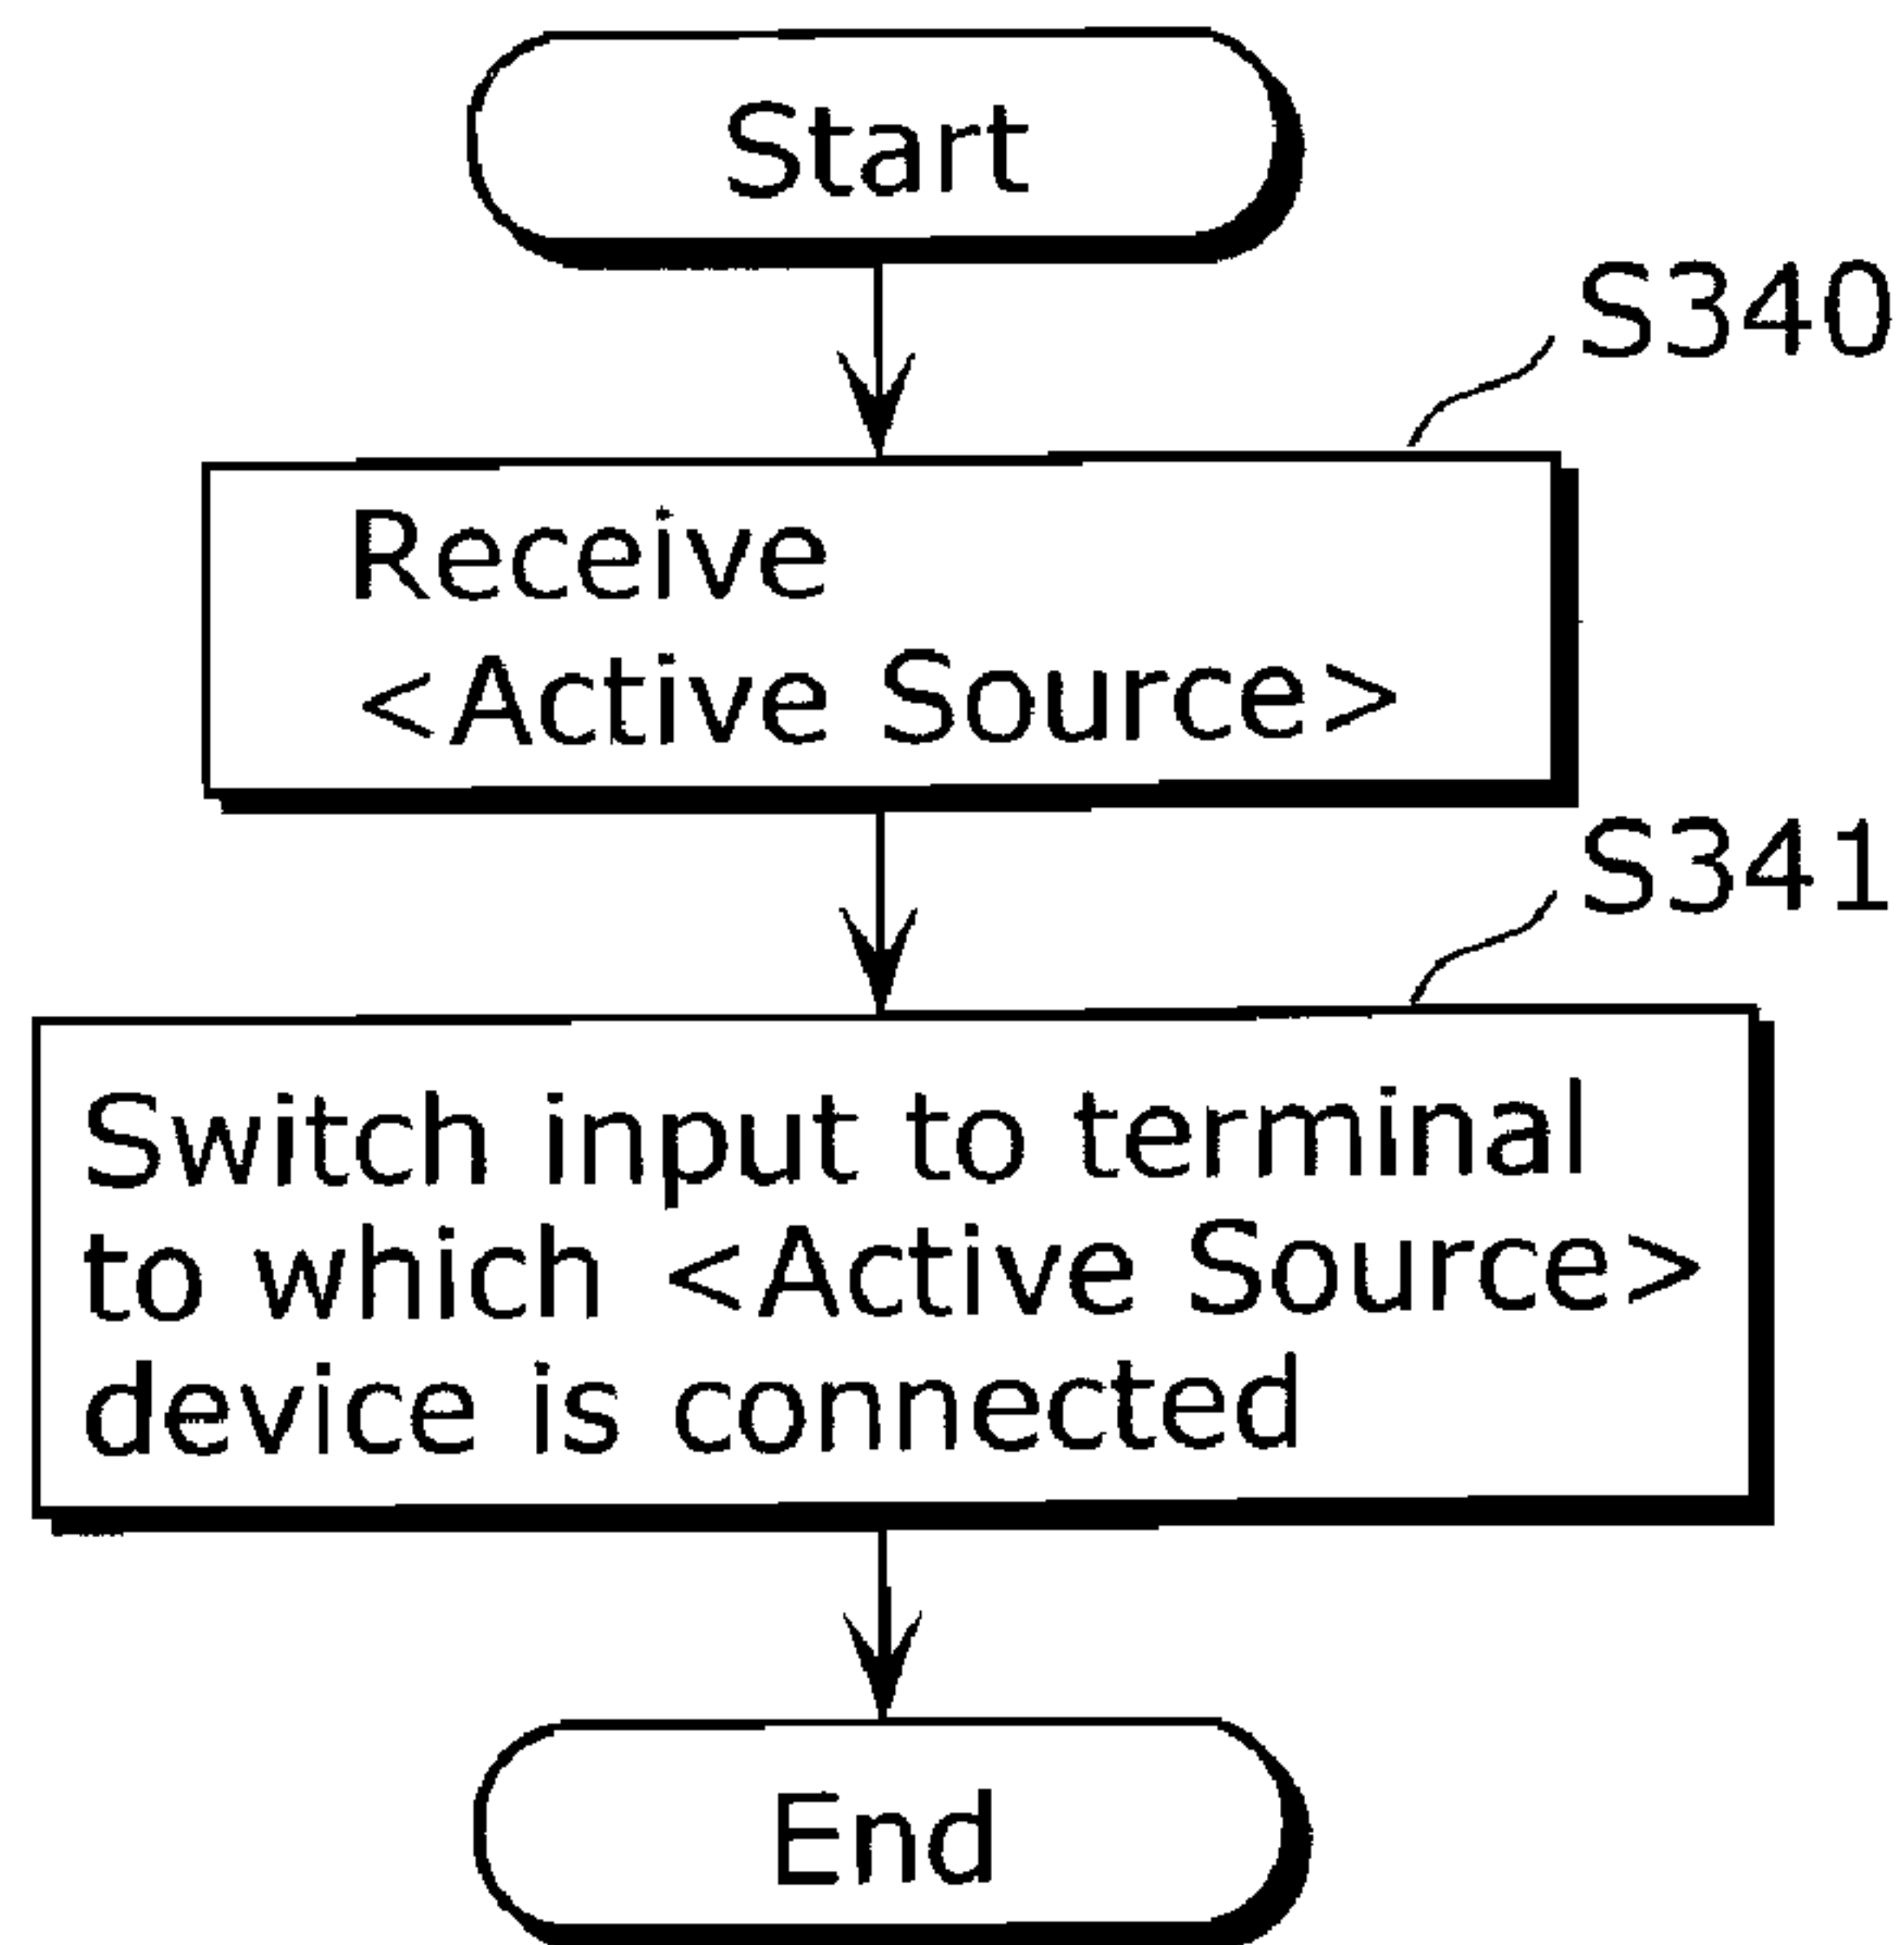 Start
S340
Receive
<Active Source>
S341
Switch input to terminal
to which <Active Source>
device is connected
End